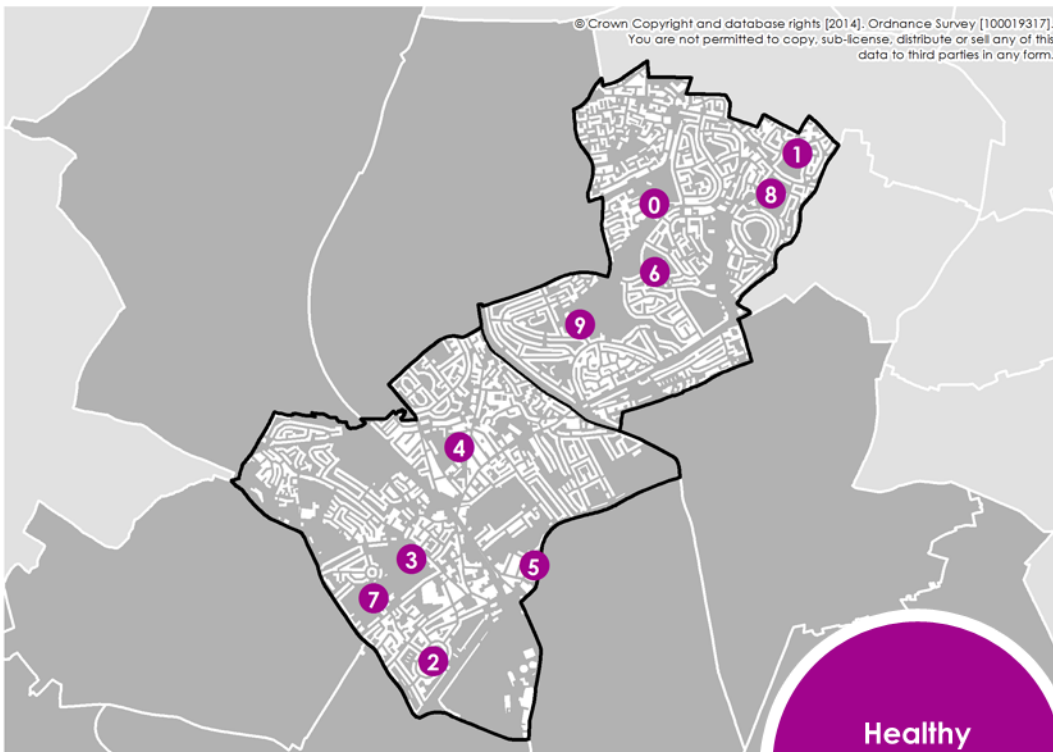 © Crown Copyright and database rights [2014]. Ordnance Survey [100019317].
You are not permitted to copy, sub-license, distribute or sell any of this
data to third parties in any form.
1
8
0
6
9
4
3
5
7
2
Healthy